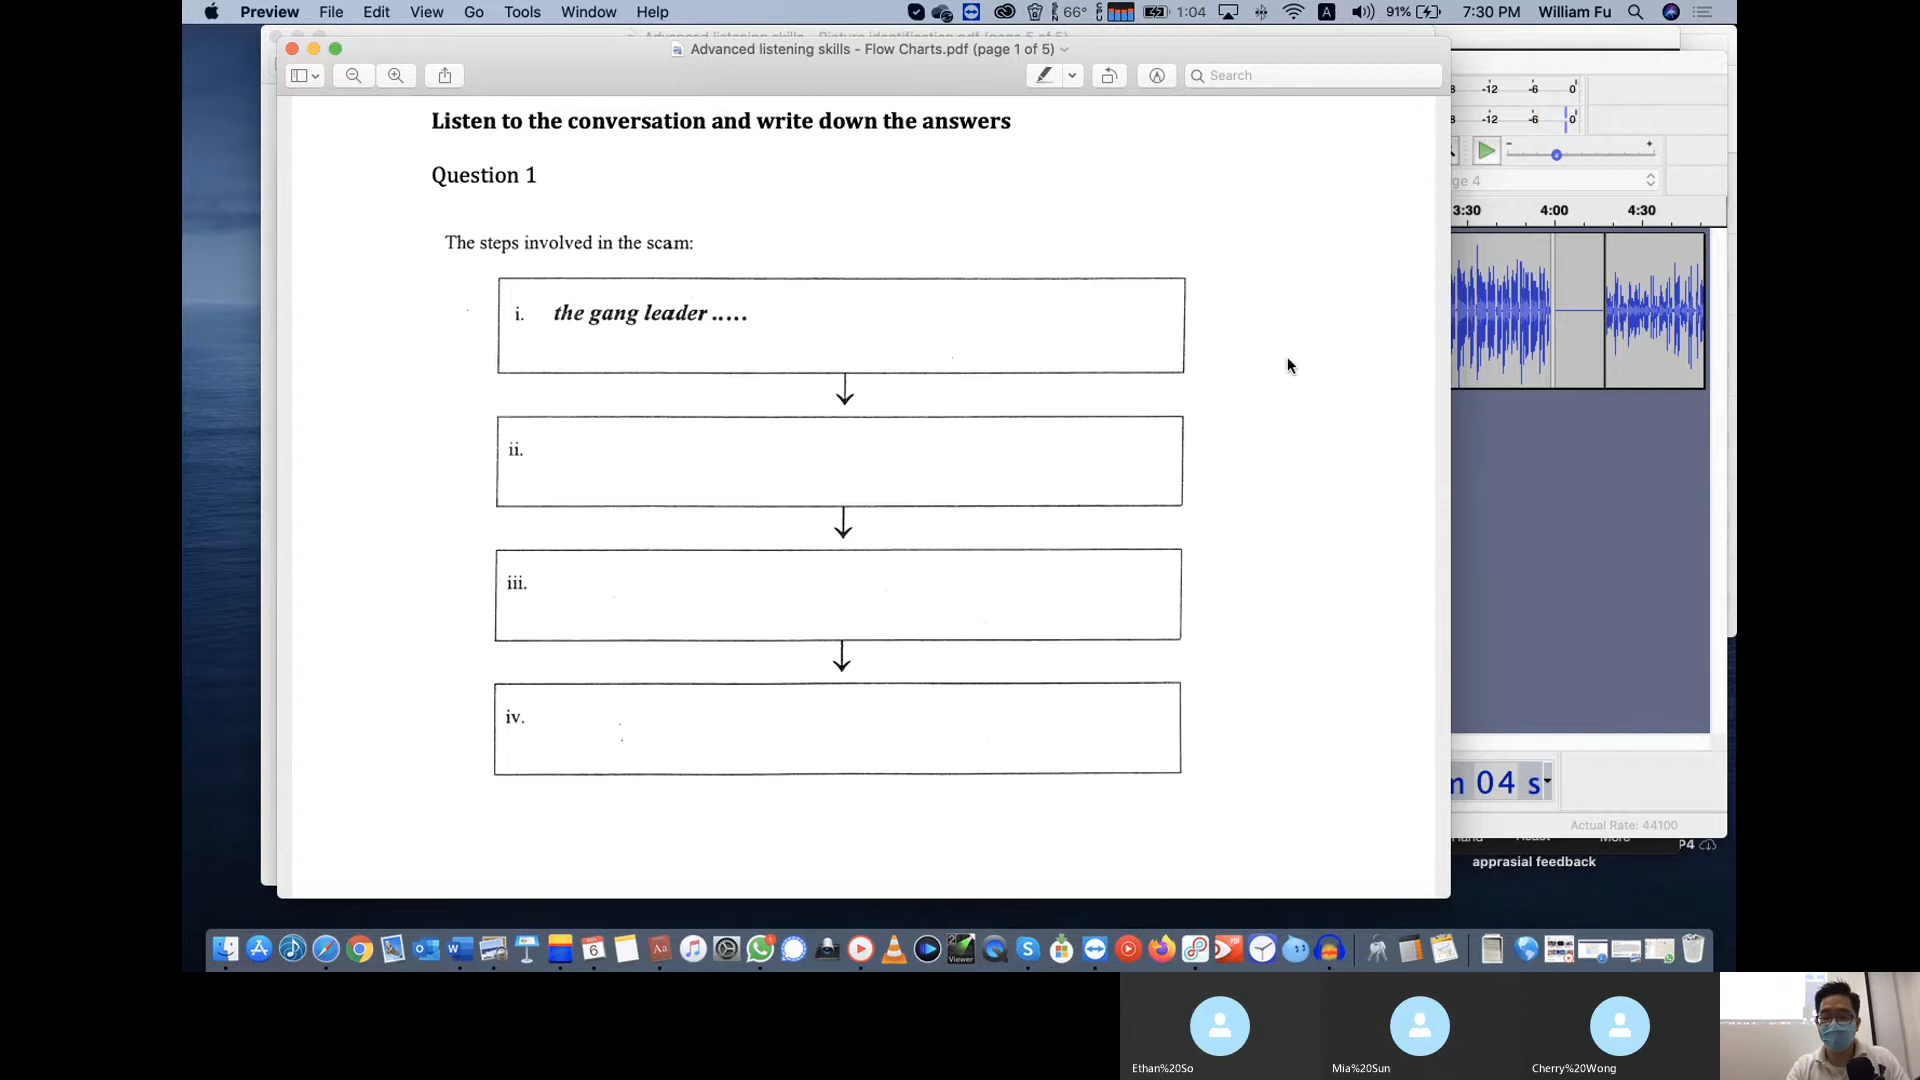 Preview File Edit View Go Tools Window Help 66° 1:04 A 91% 7:30 PM William Fu
Advanced listening skills - Flow Charts.pdf (page 1 of 5)
Search
Listen to the conversation and write down the answers
Question 1
The steps involved in the scam:
i. the gang leader .....
ii.
iii.
iv.
-12 -6 0
-12 -6 0
- +
ge 4
3:30 4:00 4:30
04 s
Actual Rate: 44100
P4
apprasial feedback
Ethan%20So
Mia%20Sun
Cherry%20Wong